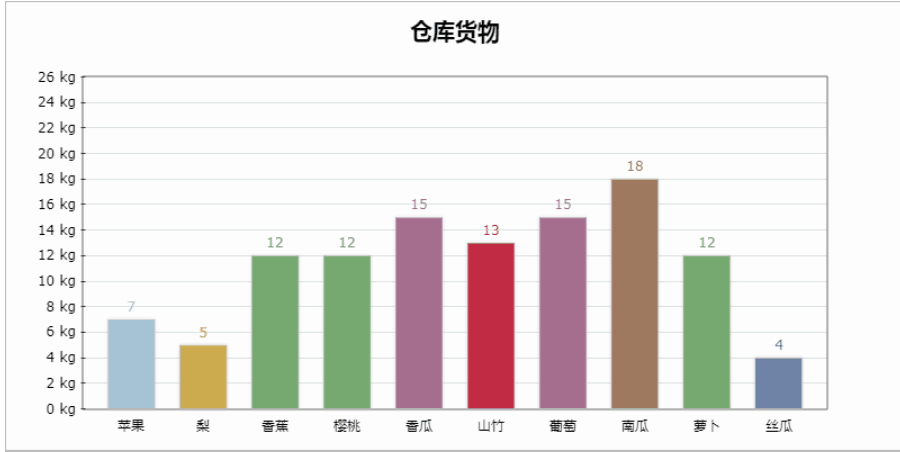 仓库货物
26 kg
24 kg
22 kg
20 kg
18 kg
16 kg
14 kg
12 kg
10 kg
8 kg
6 kg
4 kg
2 kg
0 kg
7 5 12 12 15 13 15 18 12 4
苹果 梨 香蕉 樱桃 香瓜 山竹 葡萄 南瓜 萝卜 丝瓜